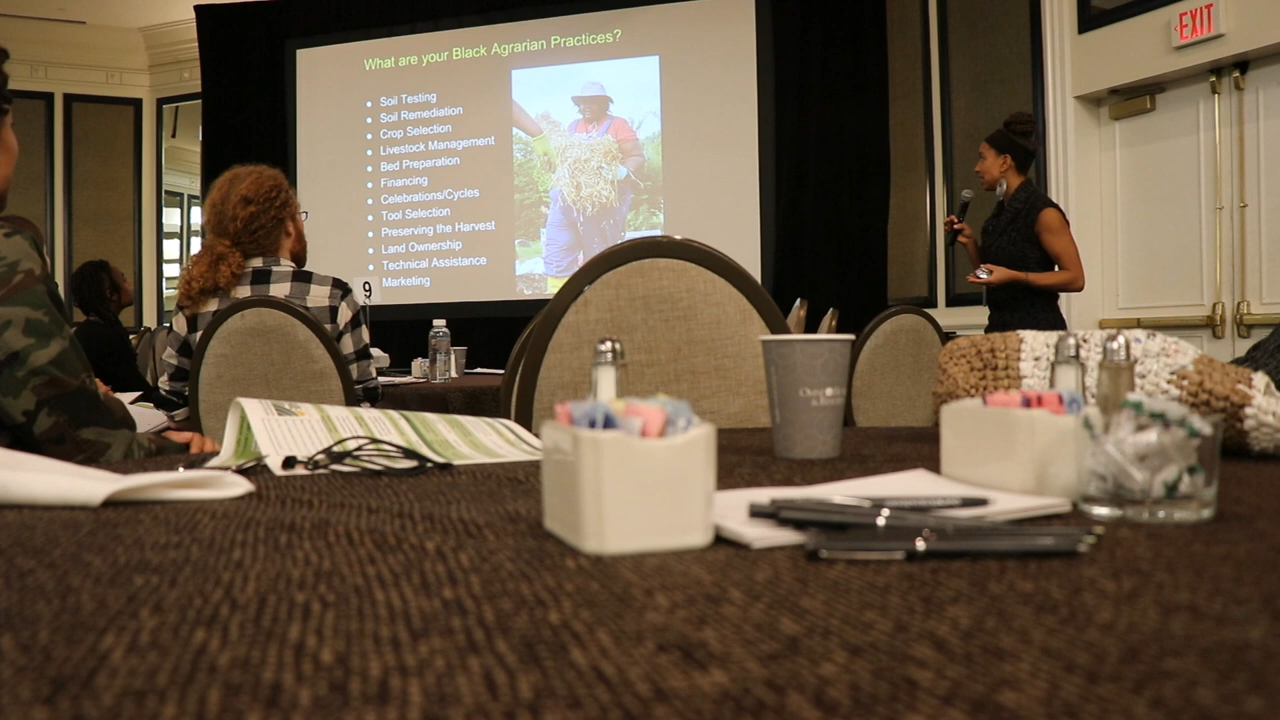 What are your Black Agrarian Practices?
● Soil Testing
● Soil Remediation
● Crop Selection
● Livestock Management
● Bed Preparation
● Financing
● Celebrations/Cycles
● Tool Selection
● Preserving the Harvest
● Land Ownership
● Technical Assistance
Marketing
9
EXIT